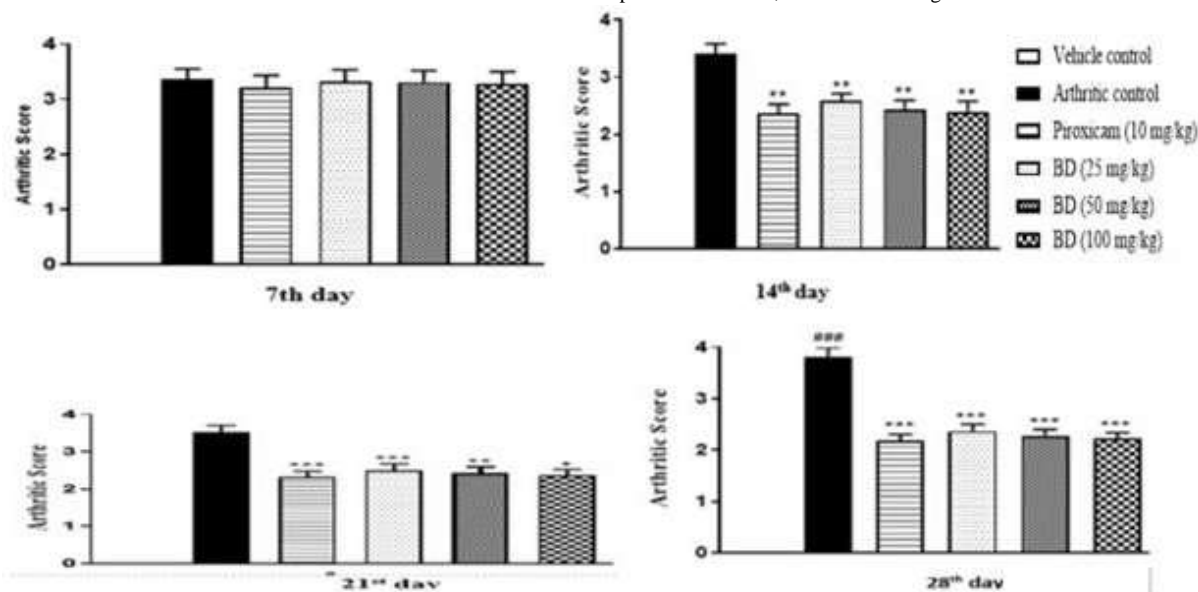 4
3
2
1
0
Arthritic Score
7th day
4
3
2
1
0
Arthritic Score
** ** ** **
14th day
Vehicle control
Arthritic control
Piroxicam (10 mg/kg)
BD (25 mg/kg)
BD (50 mg/kg)
BD (100 mg/kg)
4
3
2
1
0
Arthritic Score
*** *** ** *
21st day
4
3
2
1
0
Arthritic Score
###
*** *** *** ***
28th day